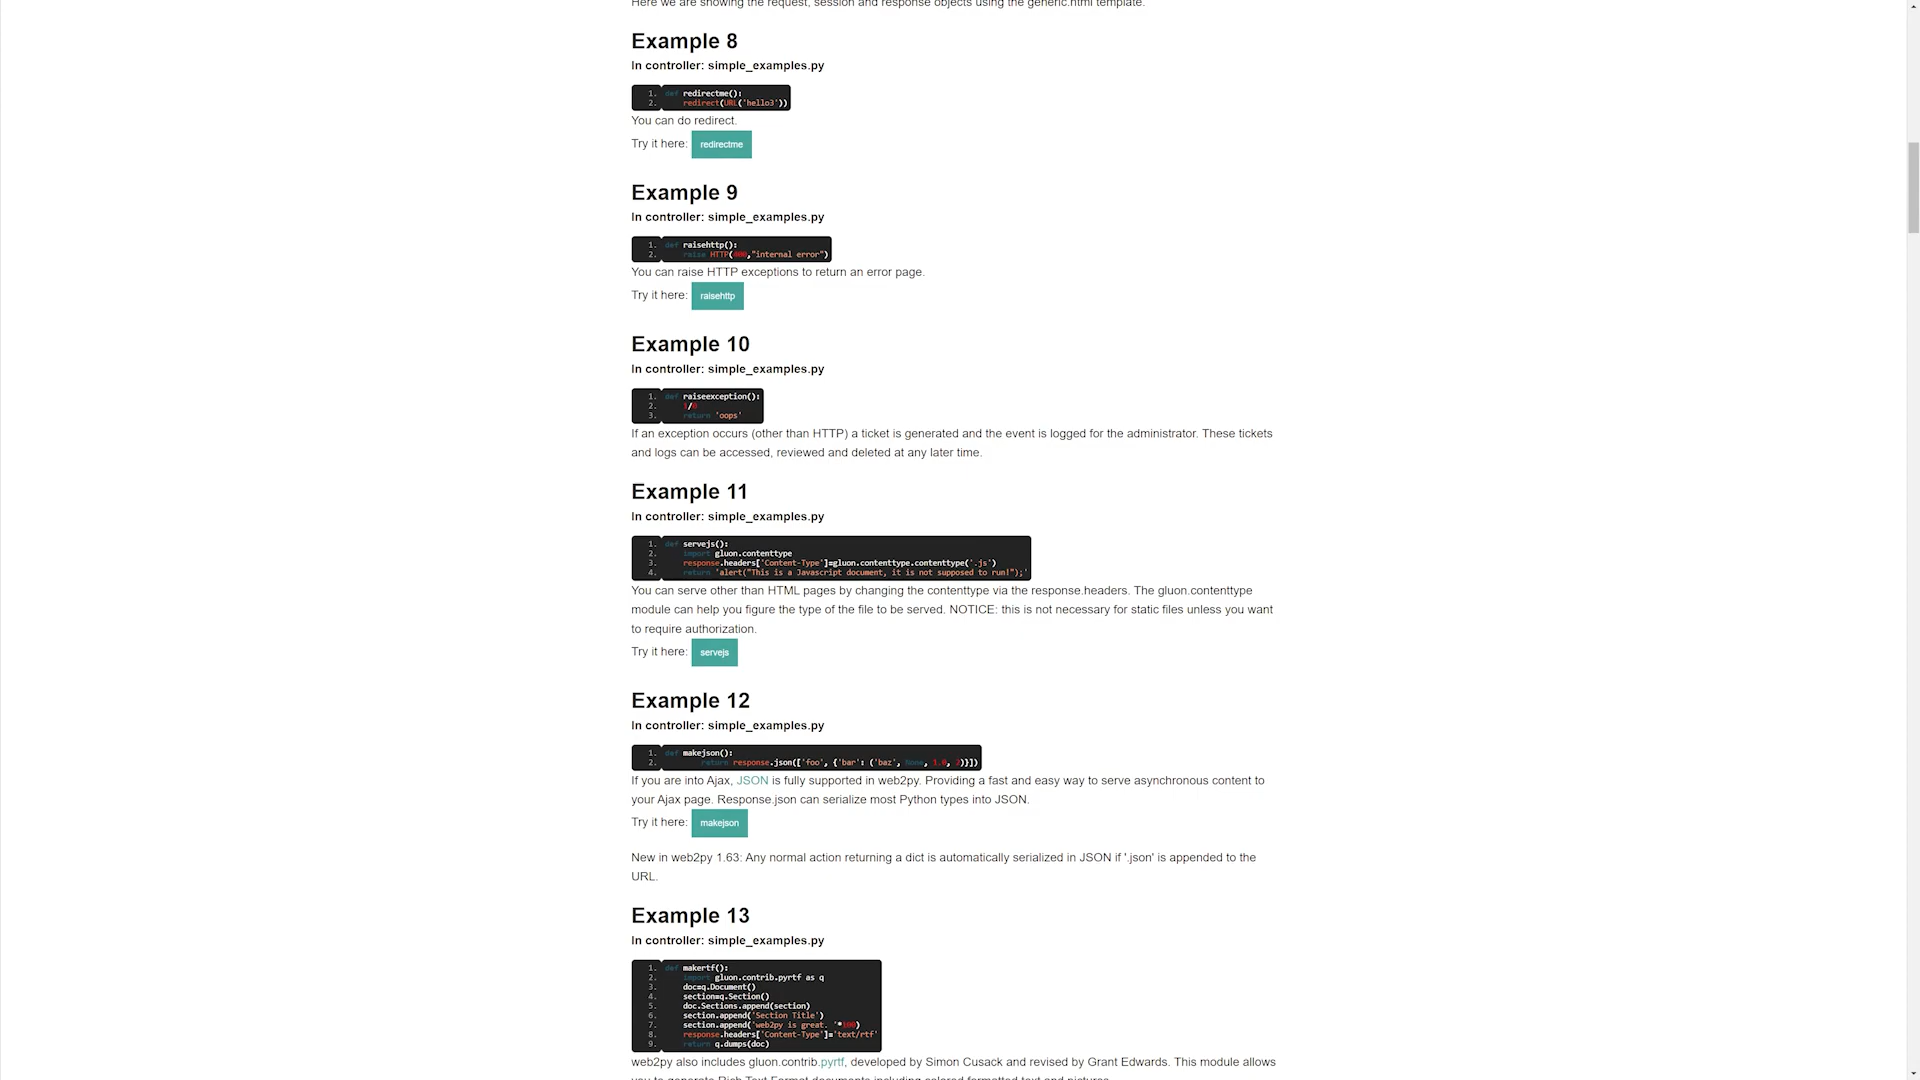 Here we are showing the request, session and response objects using the generic.html template.
Example 8
In controller: simple_examples.py
1. def redirectme():
2. redirect(URL('hello3'))
You can do redirect.
Try it here: redirectme
Example 9
In controller: simple_examples.py
1. def raisehttp():
2. raise HTTP(400,"internal error")
You can raise HTTP exceptions to return an error page.
Try it here: raisehttp
Example 10
In controller: simple_examples.py
1. def raiseexception():
2. 1/0
3. return 'oops'
If an exception occurs (other than HTTP) a ticket is generated and the event is logged for the administrator. These tickets
and logs can be accessed, reviewed and deleted at any later time.
Example 11
In controller: simple_examples.py
1. def servejs():
2. import gluon.contenttype
3. response.headers['Content-Type']=gluon.contenttype.contenttype('.js')
4. return 'alert("This is a Javascript document, it is not supposed to run!");'
You can serve other than HTML pages by changing the contenttype via the response.headers. The gluon.contenttype
module can help you figure the type of the file to be served. NOTICE: this is not necessary for static files unless you want
to require authorization.
Try it here: servejs
Example 12
In controller: simple_examples.py
1. def makejson():
2. return response.json(['foo', {'bar': ('baz', None, 1.0, 2)}])
If you are into Ajax, JSON is fully supported in web2py. Providing a fast and easy way to serve asynchronous content to
your Ajax page. Response.json can serialize most Python types into JSON.
Try it here: makejson
New in web2py 1.63: Any normal action returning a dict is automatically serialized in JSON if '.json' is appended to the
URL.
Example 13
In controller: simple_examples.py
1. def makertf():
2. import gluon.contrib.pyrtf as q
3. doc=q.Document()
4. section=q.Section()
5. doc.Sections.append(section)
6. section.append('Section Title')
7. section.append('web2py is great. '*100)
8. response.headers['Content-Type']='text/rtf'
9. return q.dumps(doc)
web2py also includes gluon.contrib.pyrtf, developed by Simon Cusack and revised by Grant Edwards. This module allows
you to generate Rich Text Format documents including colored formatted text and pictures.